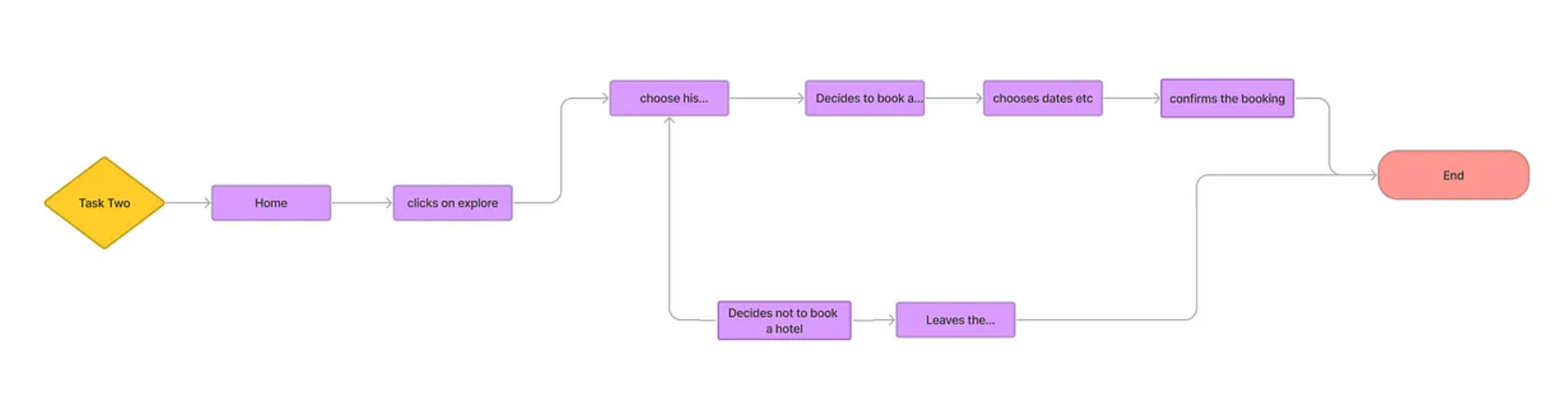 Task Two
Home
clicks on explore
choose his...
Decides to book a...
chooses dates etc
confirms the booking
End
Decides not to book
a hotel
Leaves the...